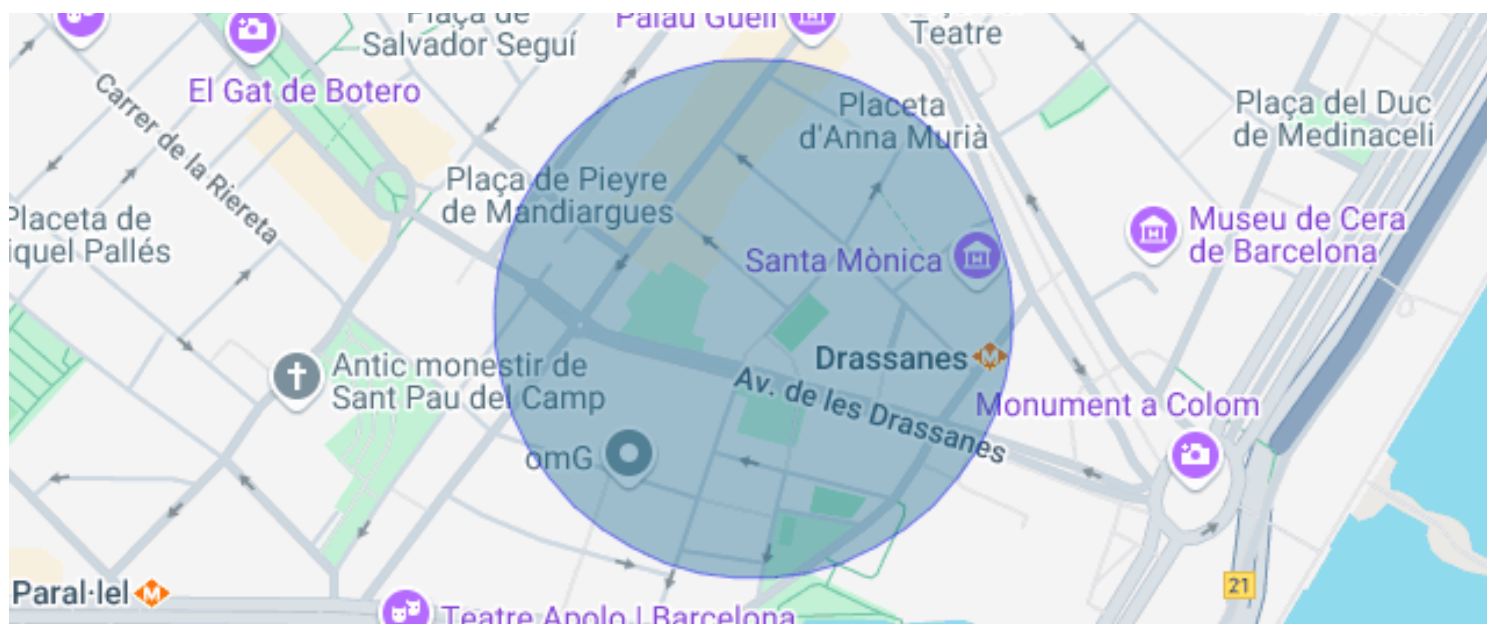 Plaça de
Salvador Seguí
Palau Güell
Teatre
El Gat de Botero
Carrer de la Riereta
Placeta
d'Anna Murià
Plaça del Duc
de Medinaceli
Plaça de Pieyre
de Mandiargues
Placeta de
iquel Pallés
Museu de Cera
de Barcelona
Santa Mònica
Antic monestir de
Sant Pau del Camp
Drassanes
M
Av. de les Drassanes
Monument a Colom
omG
21
Paral·lel
M
Teatre Apolo | Barcelona